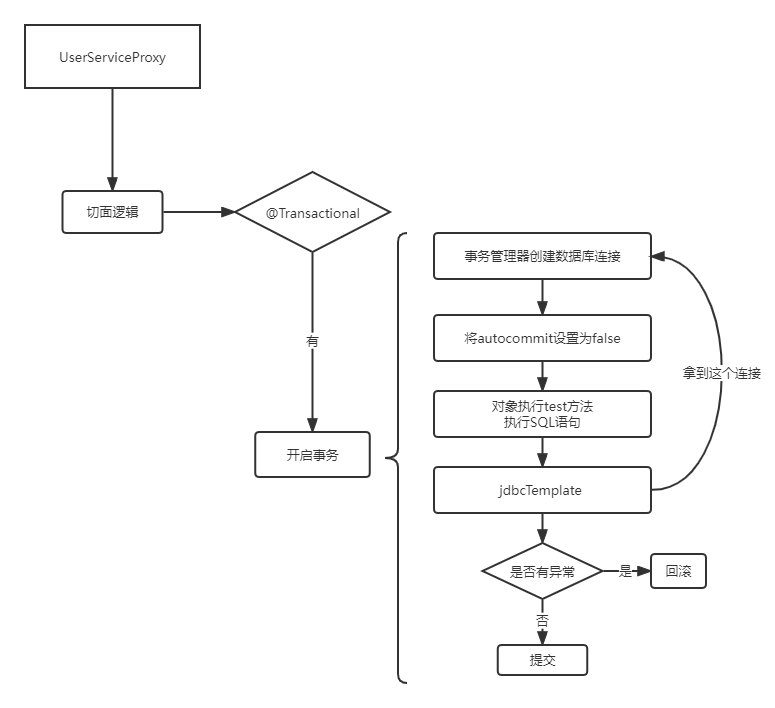 UserServiceProxy
切面逻辑
@Transactional
有
开启事务
事务管理器创建数据库连接
将autocommit设置为false
对象执行test方法
执行SQL语句
jdbcTemplate
拿到这个连接
是否有异常
是
回滚
否
提交